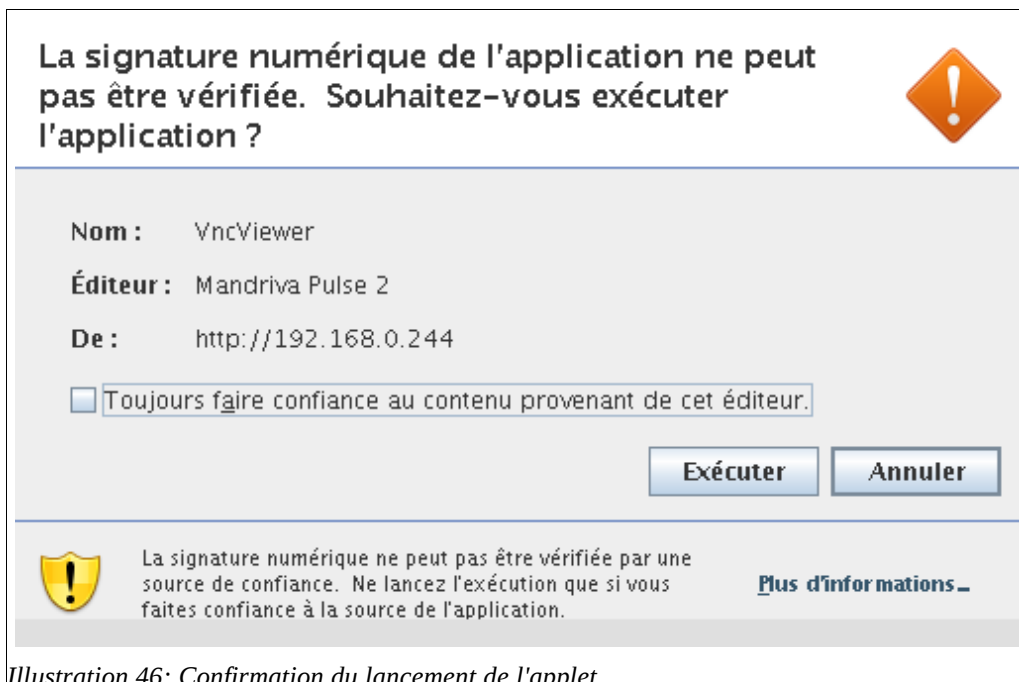 La signature numérique de l'application ne peut
pas être vérifiée. Souhaitez-vous exécuter
l'application ?
Nom : VncViewer
Éditeur : Mandriva Pulse 2
De : http://192.168.0.244
Toujours faire confiance au contenu provenant de cet éditeur.
Exécuter Annuler
La signature numérique ne peut pas être vérifiée par une
source de confiance. Ne lancez l'exécution que si vous
faites confiance à la source de l'application.
Plus d'informations...
Illustration 46: Confirmation du lancement de l'applet